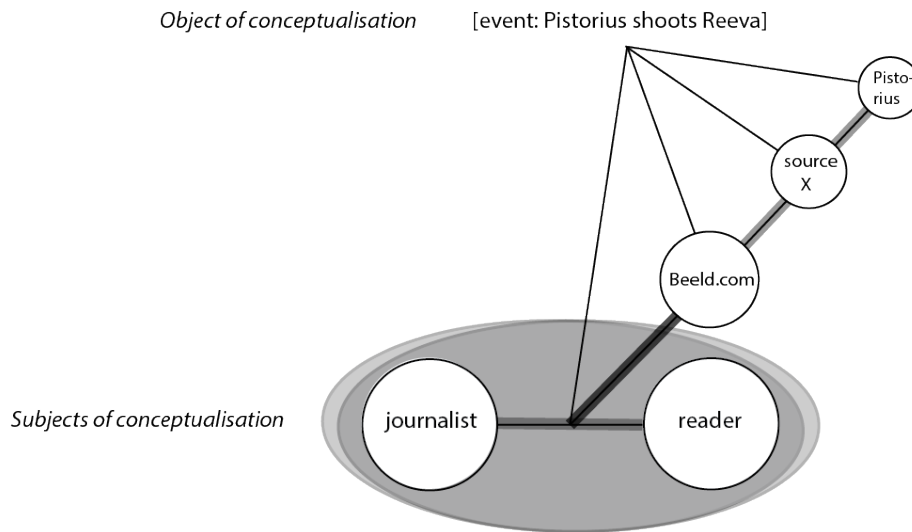 Object of conceptualisation [event: Pistorius shoots Reeva]
Pisto-
rius
source
X
Beeld.com
Subjects of conceptualisation journalist reader